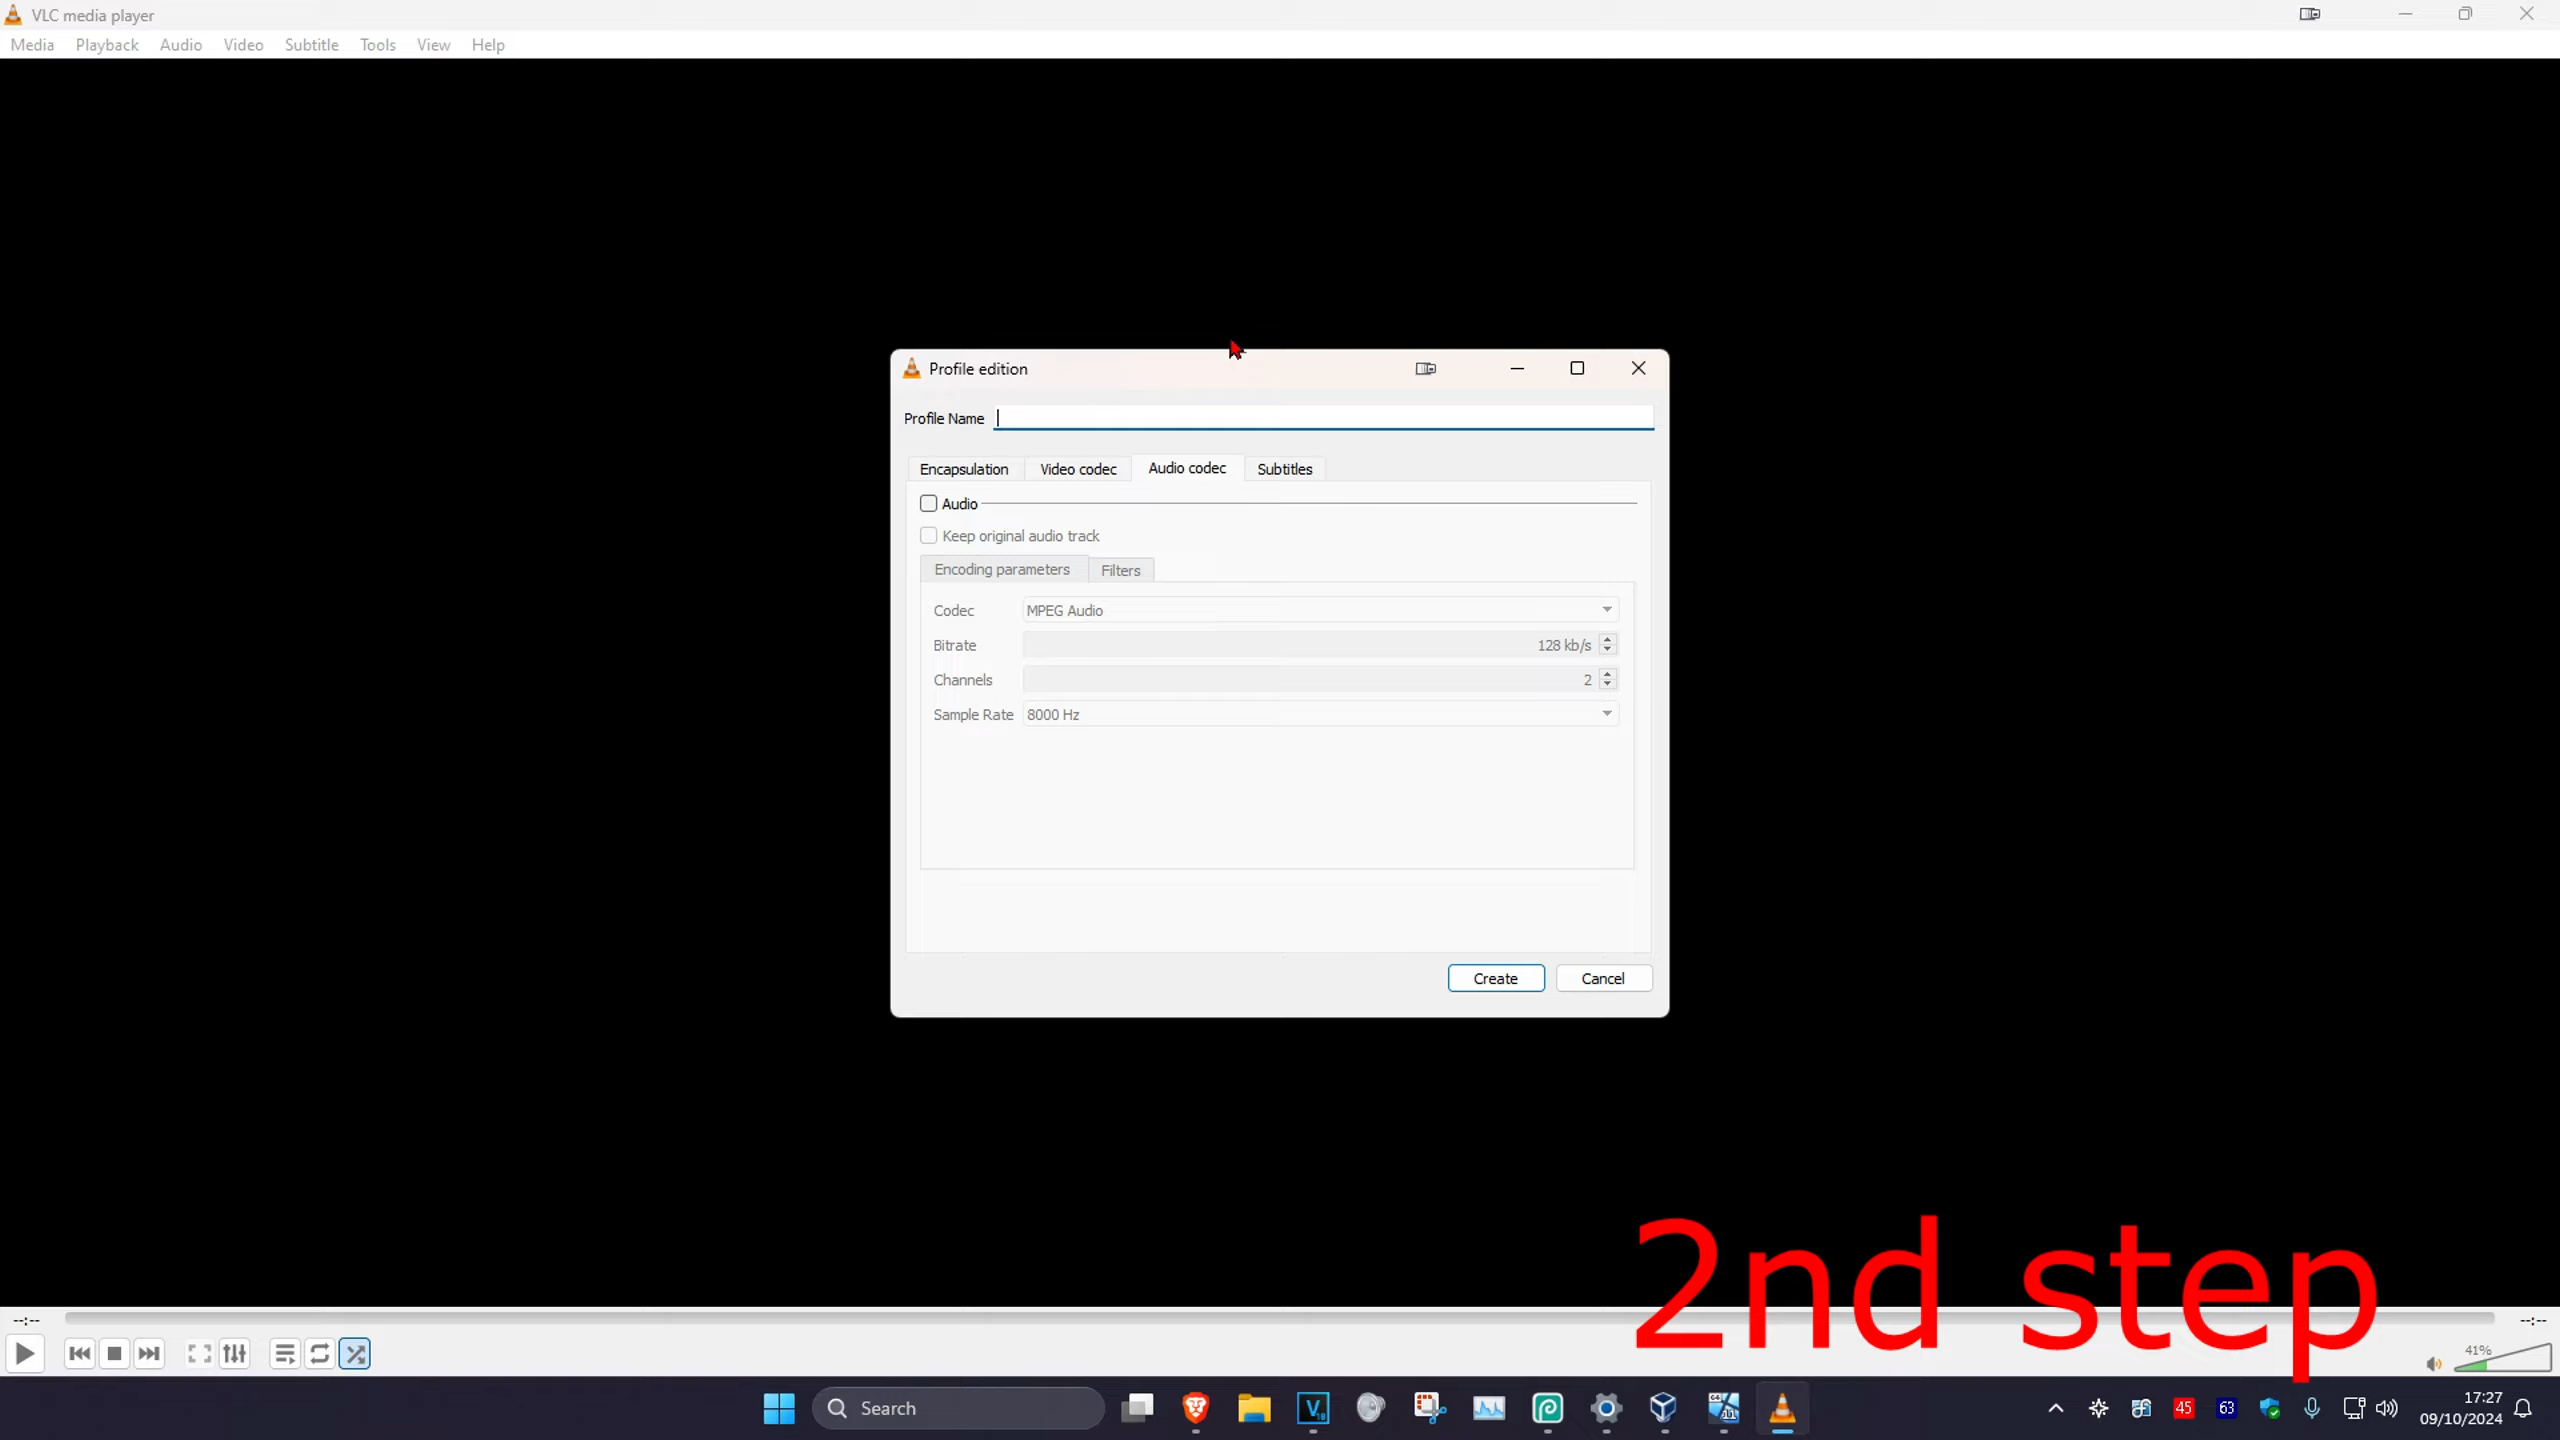 VLC media player
Media Playback Audio Video Subtitle Tools View Help
Profile edition
Profile Name
Encapsulation Video codec Audio codec Subtitles
Audio
Keep original audio track
Encoding parameters Filters
Codec MPEG Audio
Bitrate 128 kb/s
Channels 2
Sample Rate 8000 Hz
Create Cancel
2nd step
--:-- --:--
41%
Search
45 63
17:27
09/10/2024